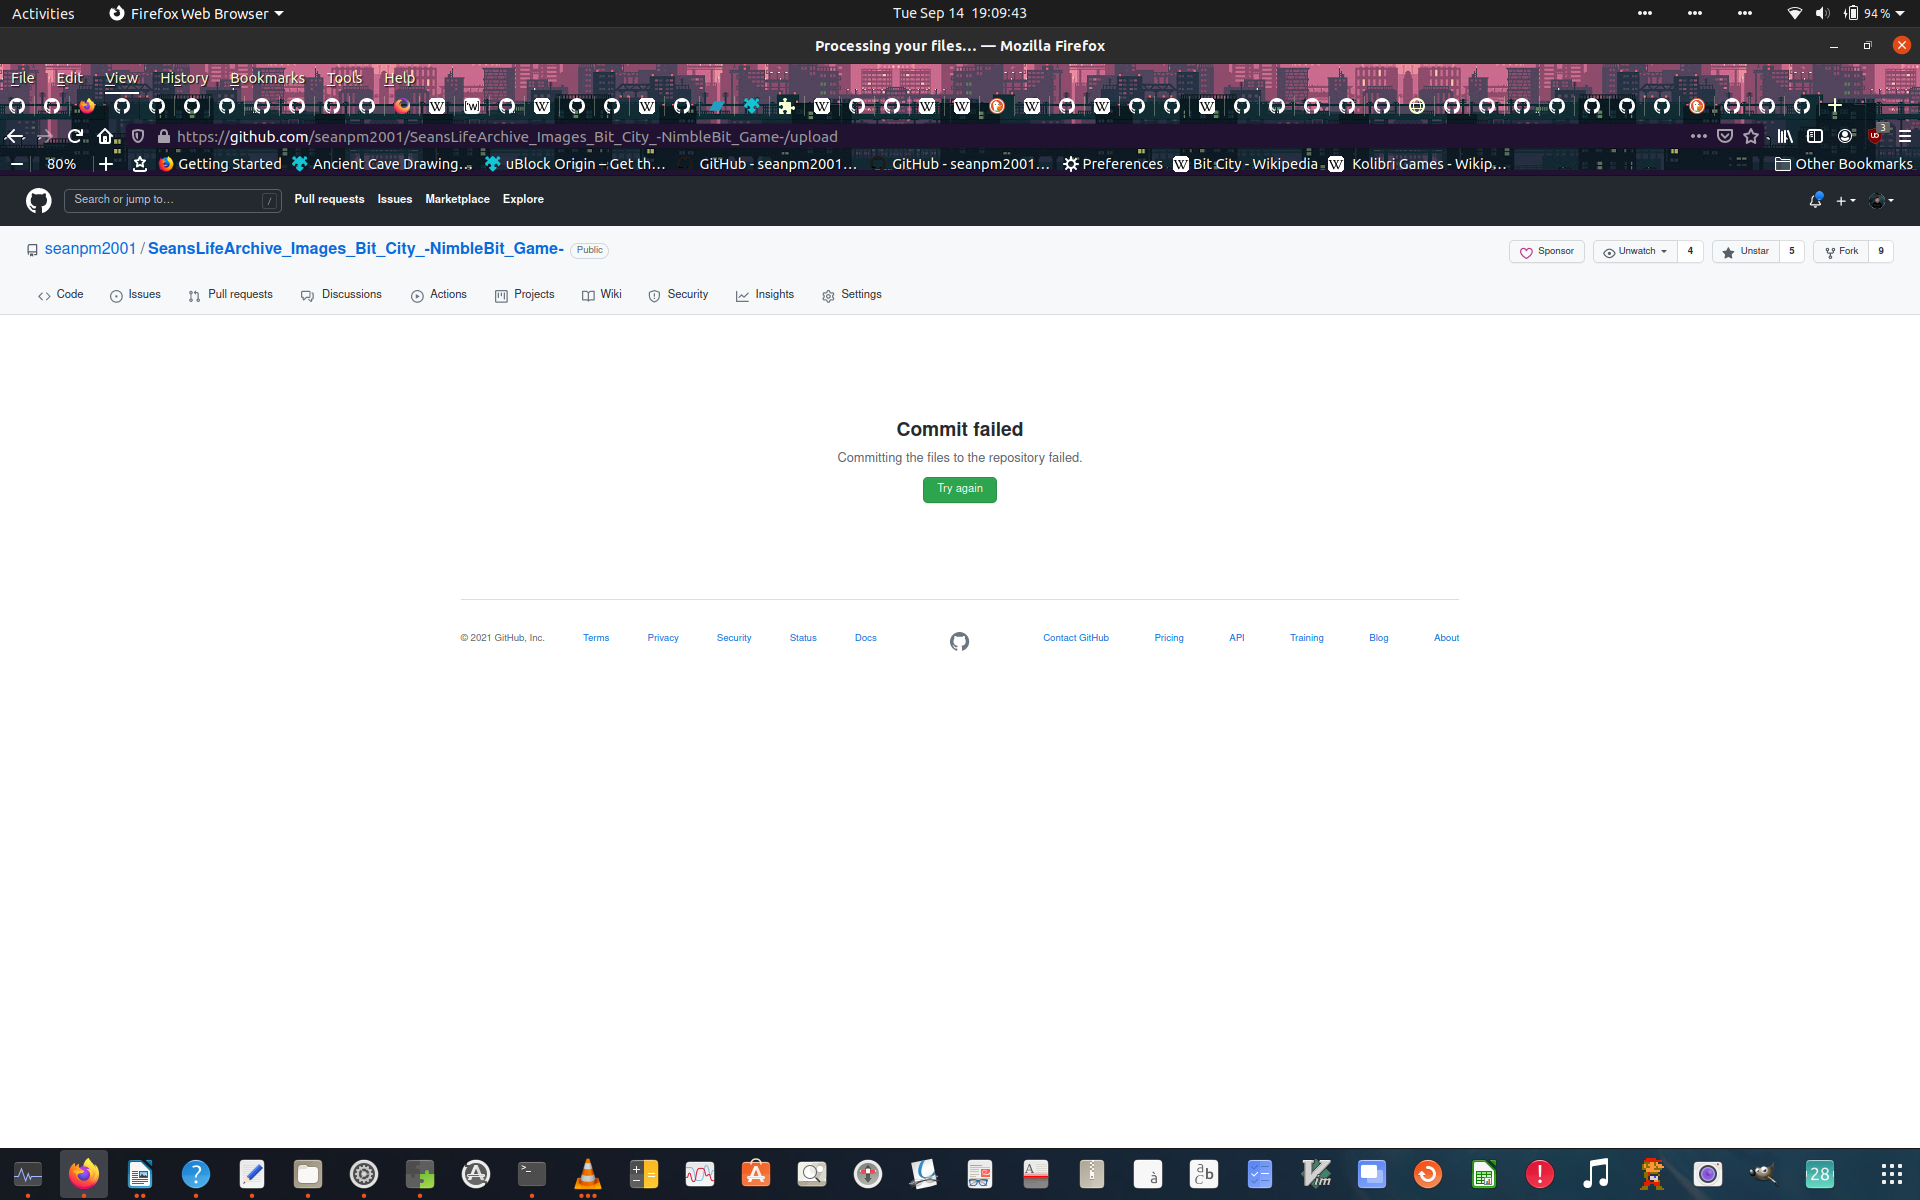 Activities Firefox Web Browser Tue Sep 14 19:09:43 94 %
Processing your files… — Mozilla Firefox
File Edit View History Bookmarks Tools Help
https://github.com/seanpm2001/SeansLifeArchive_Images_Bit_City_-NimbleBit_Game-/upload 3
80% Getting Started Ancient Cave Drawing… uBlock Origin – Get th… GitHub - seanpm2001… GitHub - seanpm2001… Preferences Bit City - Wikipedia Kolibri Games - Wikip… Other Bookmarks
Search or jump to… / Pull requests Issues Marketplace Explore
seanpm2001 / SeansLifeArchive_Images_Bit_City_-NimbleBit_Game- Public Sponsor Unwatch 4 Unstar 5 Fork 9
Code Issues Pull requests Discussions Actions Projects Wiki Security Insights Settings
Commit failed
Committing the files to the repository failed.
Try again
© 2021 GitHub, Inc. Terms Privacy Security Status Docs Contact GitHub Pricing API Training Blog About
28